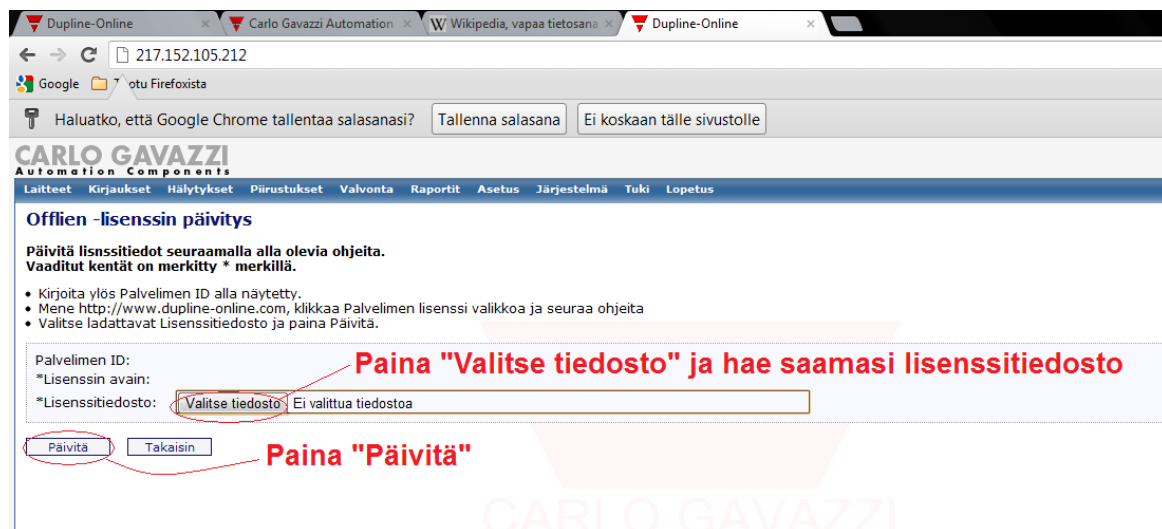 Dupline-Online Carlo Gavazzi Automation Wikipedia, vapaa tietosana Dupline-Online
217.152.105.212
Google otu Firefoxista
Haluatko, että Google Chrome tallentaa salasanasi? Tallenna salasana Ei koskaan tälle sivustolle
CARLO GAVAZZI
Automation Components
Laitteet Kirjaukset Hälytykset Piirustukset Valvonta Raportit Asetus Järjestelmä Tuki Lopetus
Offlien -lisenssin päivitys
Päivitä lisnssitiedot seuraamalla alla olevia ohjeita.
Vaaditut kentät on merkitty * merkillä.
• Kirjoita ylös Palvelimen ID alla näytetty.
• Mene http://www.dupline-online.com, klikkaa Palvelimen lisenssi valikkoa ja seuraa ohjeita
• Valitse ladattavat Lisenssitiedosto ja paina Päivitä.
Palvelimen ID:
Paina "Valitse tiedosto" ja hae saamasi lisenssitiedosto
*Lisenssin avain:
*Lisenssitiedosto: Valitse tiedosto Ei valittua tiedostoa
Päivitä Takaisin
Paina "Päivitä"
CARLO GAVAZZI